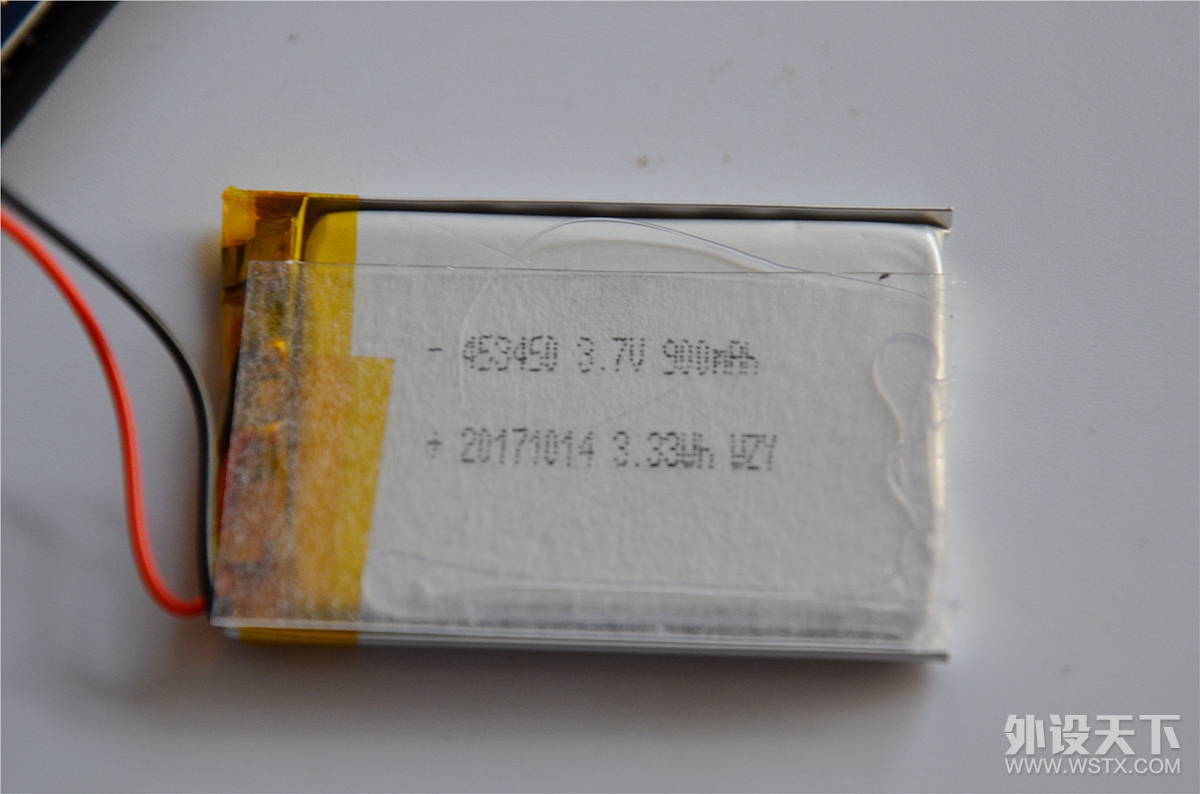 - 453450 3.7V 900mAh
+ 20171014 3.33Wh WZY
外设天下
WWW.WSTX.COM